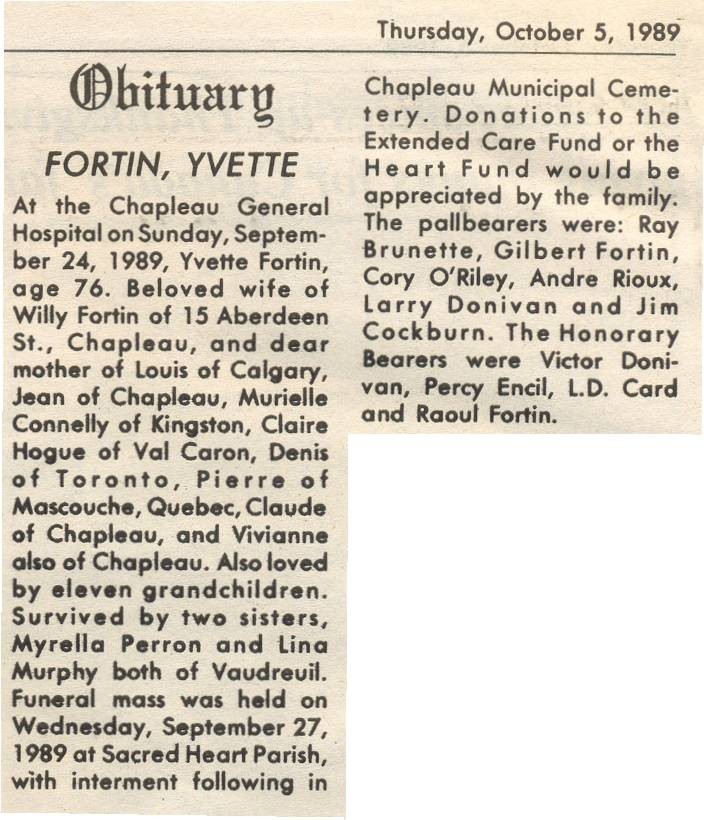 Thursday, October 5, 1989
Obituary
FORTIN, YVETTE
At the Chapleau General
Hospital on Sunday, Septem-
ber 24, 1989, Yvette Fortin,
age 76. Beloved wife of
Willy Fortin of 15 Aberdeen
St., Chapleau, and dear
mother of Louis of Calgary,
Jean of Chapleau, Murielle
Connelly of Kingston, Claire
Hogue of Val Caron, Denis
of Toronto, Pierre of
Mascouche, Quebec, Claude
of Chapleau, and Vivianne
also of Chapleau. Also loved
by eleven grandchildren.
Survived by two sisters,
Myrella Perron and Lina
Murphy both of Vaudreuil.
Funeral mass was held on
Wednesday, September 27,
1989 at Sacred Heart Parish,
with interment following in
Chapleau Municipal Ceme-
tery. Donations to the
Extended Care Fund or the
Heart Fund would be
appreciated by the family.
The pallbearers were: Ray
Brunette, Gilbert Fortin,
Cory O'Riley, Andre Rioux,
Larry Donivan and Jim
Cockburn. The Honorary
Bearers were Victor Doni-
van, Percy Encil, L.D. Card
and Raoul Fortin.